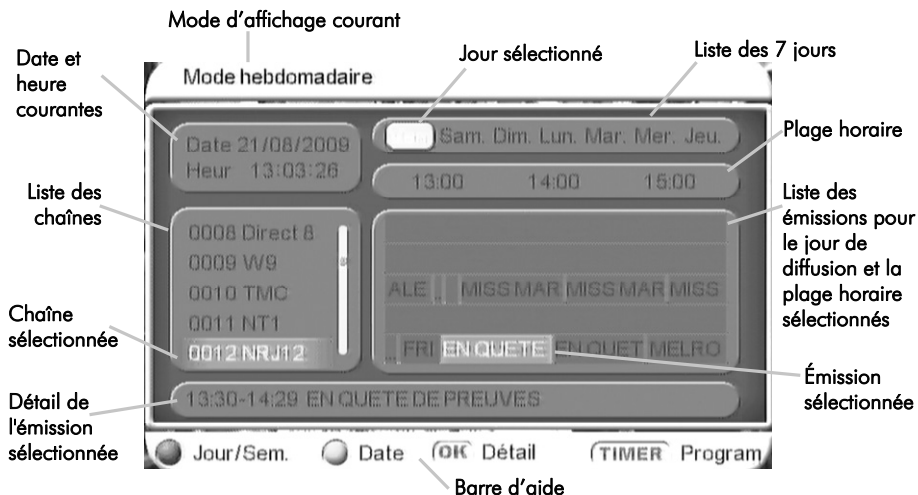 Mode d'affichage courant
Date et
heure
courantes
Jour sélectionné
Liste des 7 jours
Mode hebdomadaire
Date 21/08/2009
Heur 13:03:26
Sam. Dim. Lun. Mar. Mer. Jeu.
Plage horaire
13:00 14:00 15:00
Liste des
chaînes
0008 Direct 8
0009 W9
0010 TMC
0011 NT1
0012 NRJ12
Liste des
émissions pour
le jour de
diffusion et la
plage horaire
sélectionnés
ALE .. MISS MAR MISS MAR MISS
.. FRI EN QUETE EN QUET MELRO
Chaîne
sélectionnée
Émission
sélectionnée
Détail de
l'émission
sélectionnée
13:30-14:29 EN QUETE DE PREUVES
Jour/Sem. Date OK Détail TIMER Program
Barre d'aide